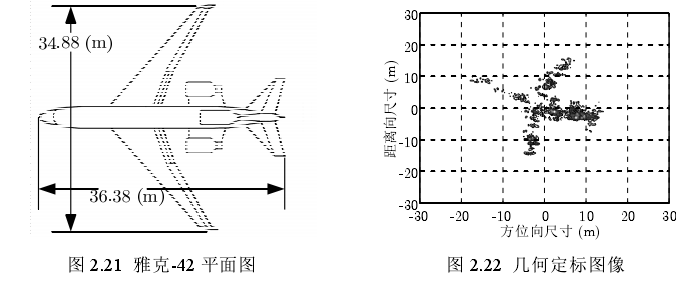 34.88 (m)
36.38 (m)
图 2.21 雅克-42 平面图
30
20
10
0
-10
-20
-30
距离向尺寸 (m)
-30 -20 -10 0 10 20 30
方位向尺寸 (m)
图 2.22 几何定标图像